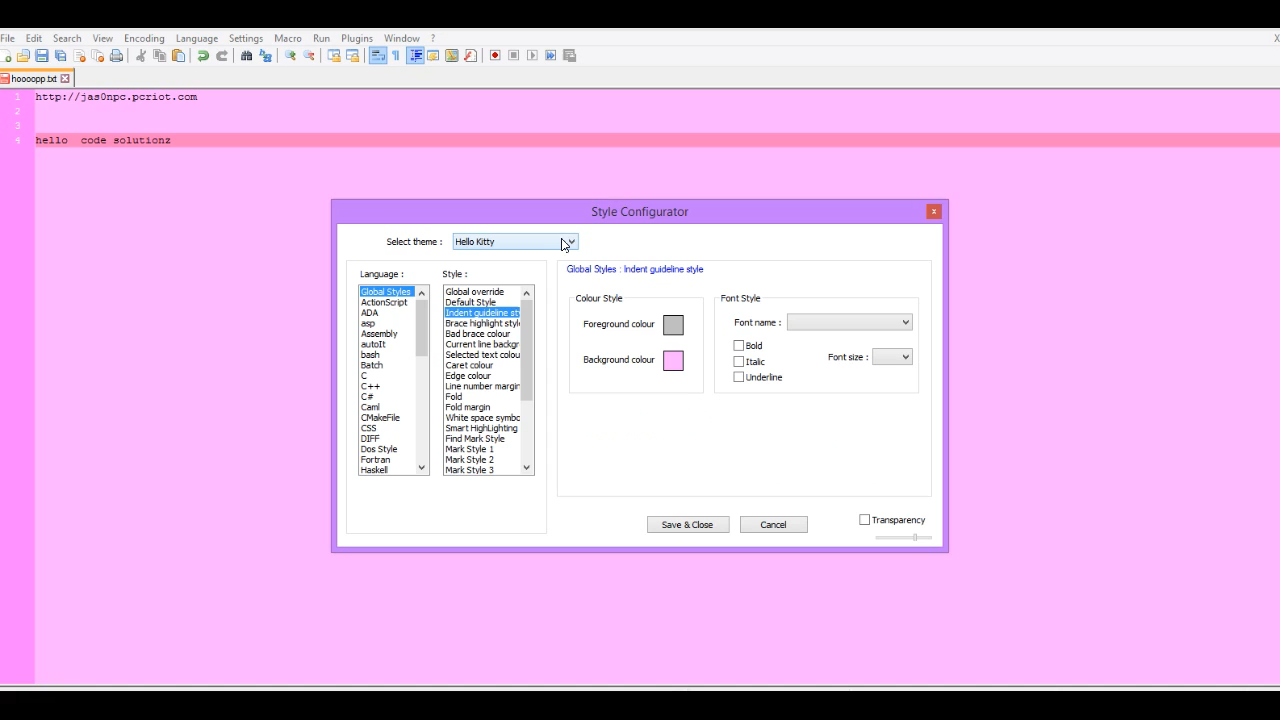 File Edit Search View Encoding Language Settings Macro Run Plugins Window ? X
hoooopp.txt
1 http://jas0npc.pcriot.com
2
3
4 hello code solutionz
Style Configurator
Select theme : Hello Kitty
Language : Style :
Global Styles : Indent guideline style
Global Styles
ActionScript
ADA
asp
Assembly
autoIt
bash
Batch
C
C++
C#
Caml
CMakeFile
CSS
DIFF
Dos Style
Fortran
Haskell
Global override
Default Style
Indent guideline sty
Brace highlight style
Bad brace colour
Current line backgr
Selected text colou
Caret colour
Edge colour
Line number margin
Fold
Fold margin
White space symbo
Smart HighLighting
Find Mark Style
Mark Style 1
Mark Style 2
Mark Style 3
Colour Style
Foreground colour
Background colour
Font Style
Font name :
Bold
Italic
Underline
Font size :
Save & Close Cancel
Transparency